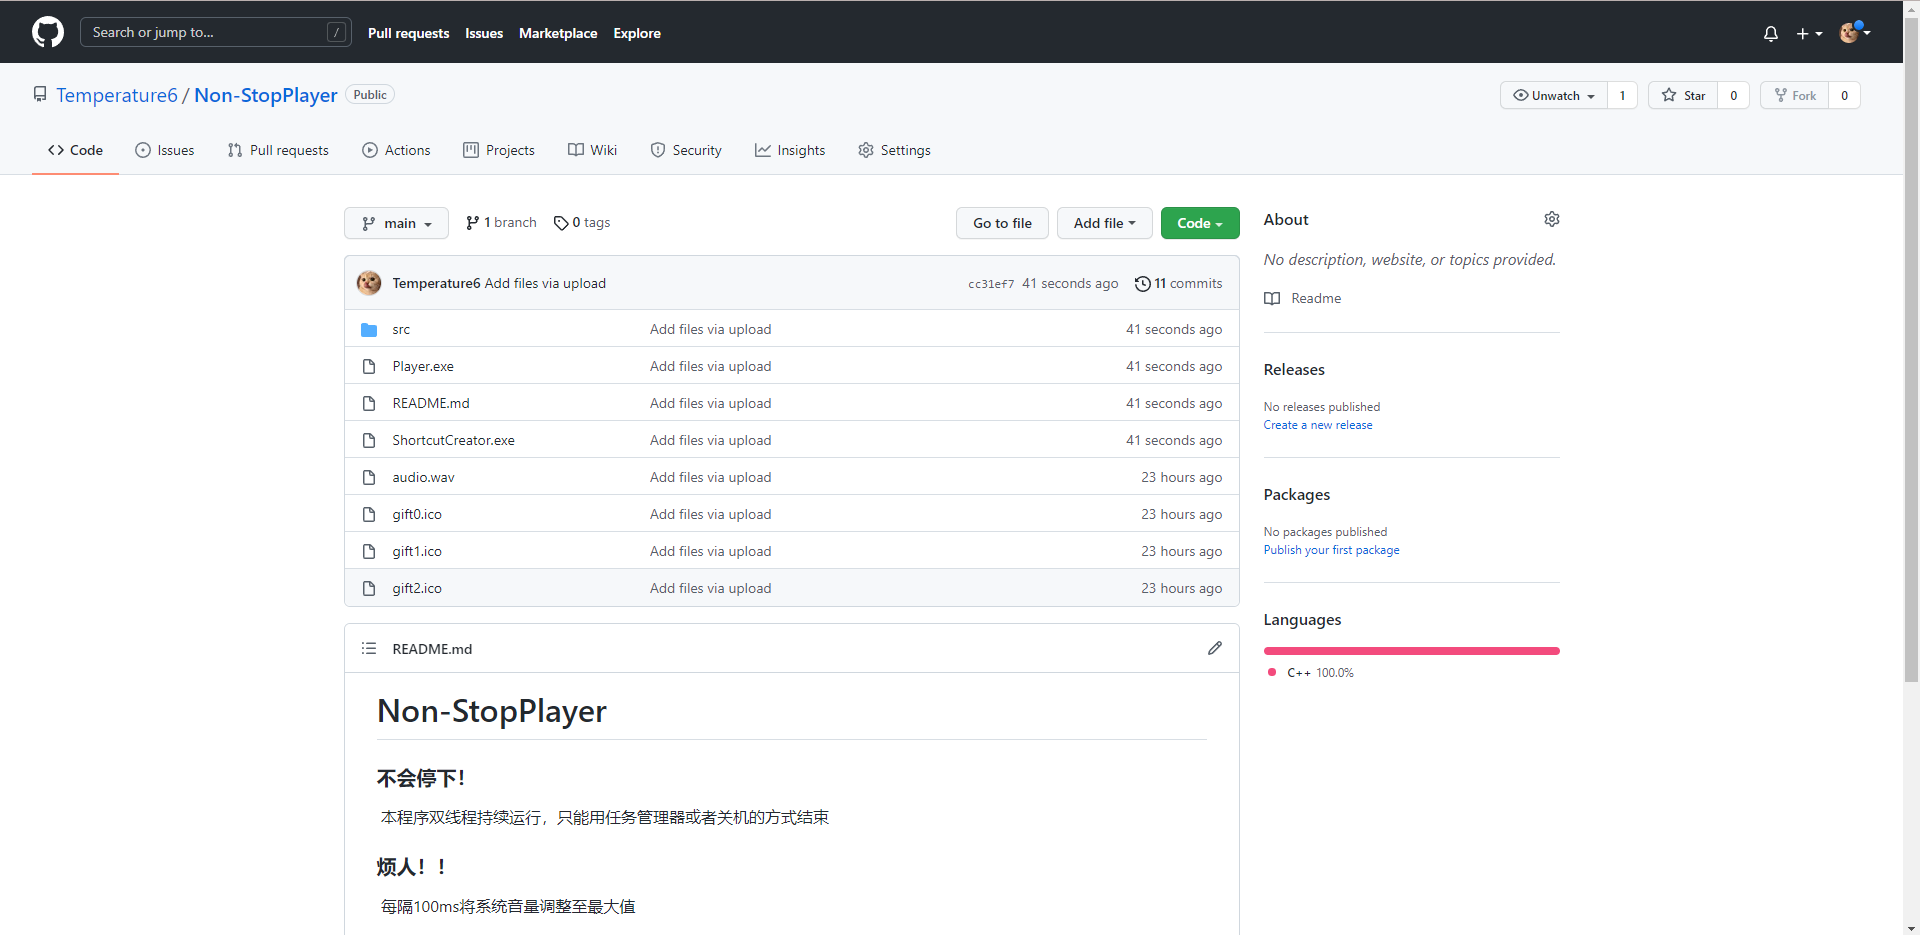 Search or jump to... /
Pull requests Issues Marketplace Explore
Temperature6 / Non-StopPlayer Public
Unwatch 1 Star 0 Fork 0
Code Issues Pull requests Actions Projects Wiki Security Insights Settings
main 1 branch 0 tags
Go to file Add file Code
Temperature6 Add files via upload cc31ef7 41 seconds ago 11 commits
src Add files via upload 41 seconds ago
Player.exe Add files via upload 41 seconds ago
README.md Add files via upload 41 seconds ago
ShortcutCreator.exe Add files via upload 41 seconds ago
audio.wav Add files via upload 23 hours ago
gift0.ico Add files via upload 23 hours ago
gift1.ico Add files via upload 23 hours ago
gift2.ico Add files via upload 23 hours ago
README.md
Non-StopPlayer
不会停下！
本程序双线程持续运行，只能用任务管理器或者关机的方式结束
烦人！！
每隔100ms将系统音量调整至最大值
About
No description, website, or topics provided.
Readme
Releases
No releases published
Create a new release
Packages
No packages published
Publish your first package
Languages
C++ 100.0%